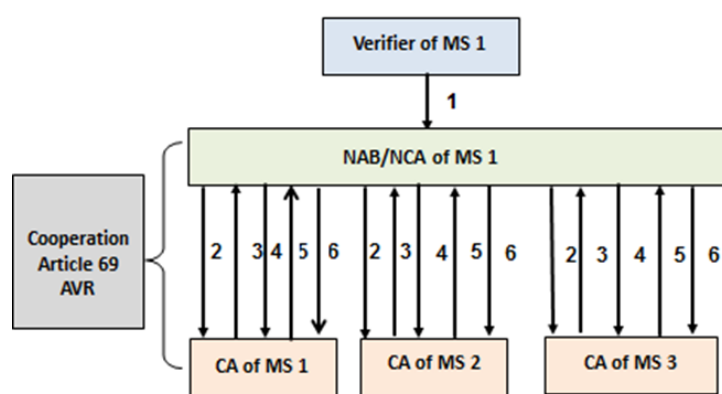 Verifier of MS 1
1
NAB/NCA of MS 1
Cooperation
Article 69
AVR
2 3 4 5 6 2 3 4 5 6 2 3 4 5 6
CA of MS 1
CA of MS 2
CA of MS 3